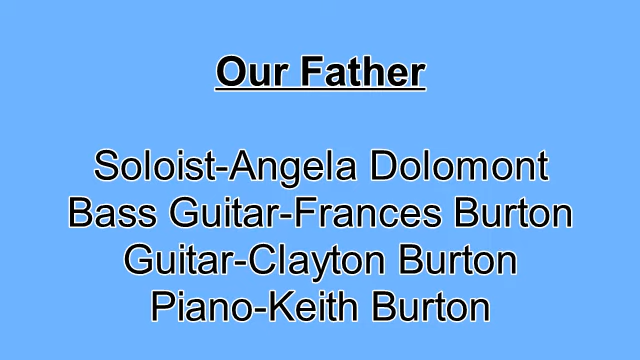 Our Father
Soloist-Angela Dolomont
Bass Guitar-Frances Burton
Guitar-Clayton Burton
Piano-Keith Burton